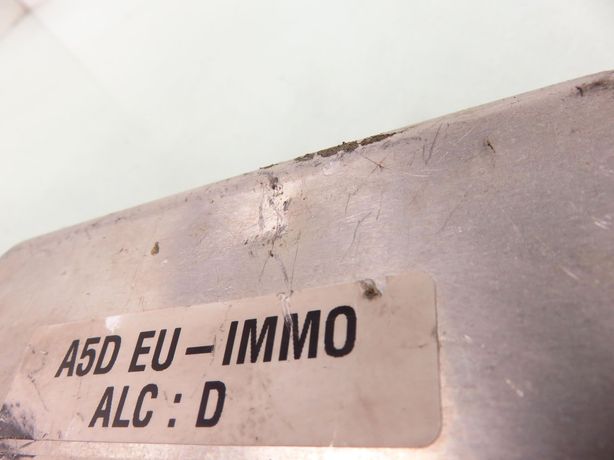 A5D EU – IMMO
ALC : D